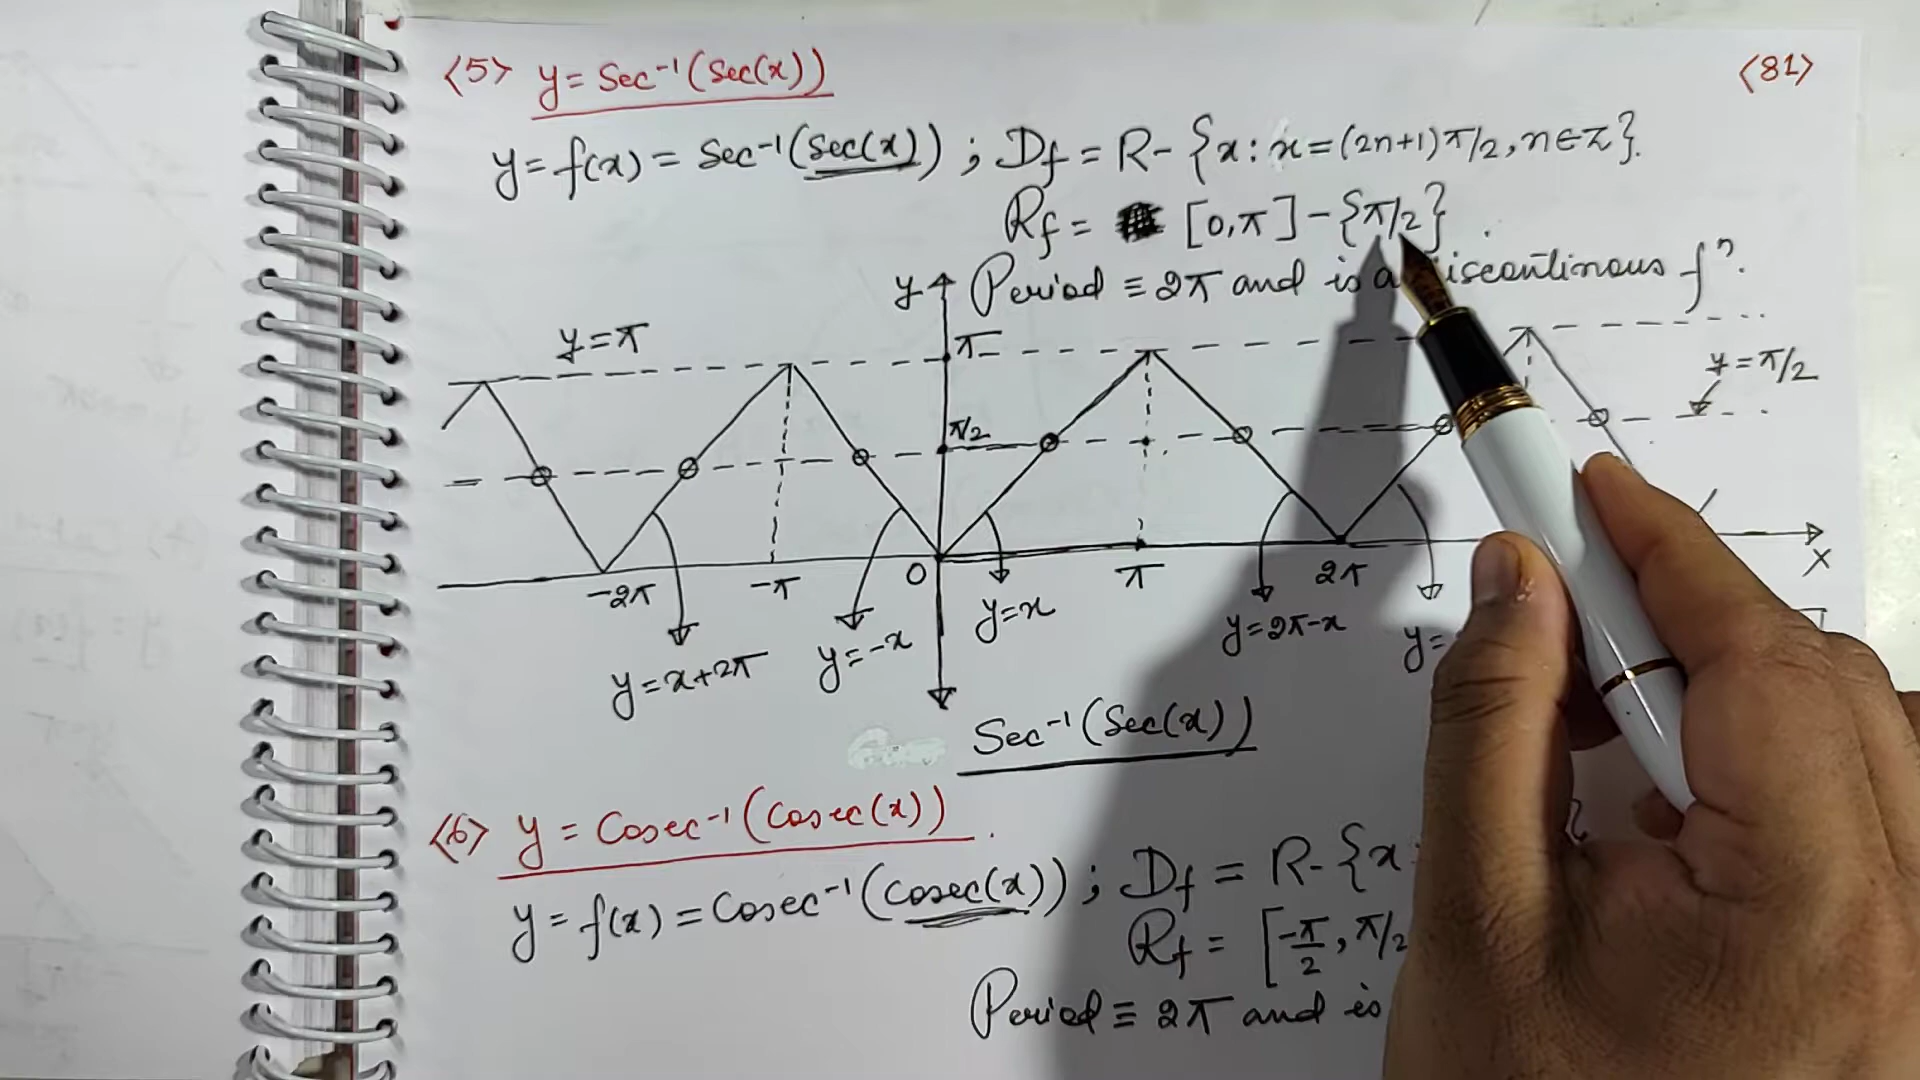 <5> y = Sec⁻¹(Sec(x))
<81>
y = f(x) = Sec⁻¹(Sec(x)) ; Df = R - {x : x = (2n+1)π/2, n∈Z}.
Rf = [0,π] - {π/2}.
Period ≡ 2π and is a discontinous fⁿ.
y
y = π
π
y = π/2
π/2
-2π
-π
0
π
2π
X
y = x+2π
y = -x
y = x
y = 2π-x
y =
Sec⁻¹(Sec(x))
<6> y = Cosec⁻¹(Cosec(x)).
y = f(x) = Cosec⁻¹(Cosec(x)) ; Df = R - {x : }
Rf = [-π/2, π/2
Period ≡ 2π and is